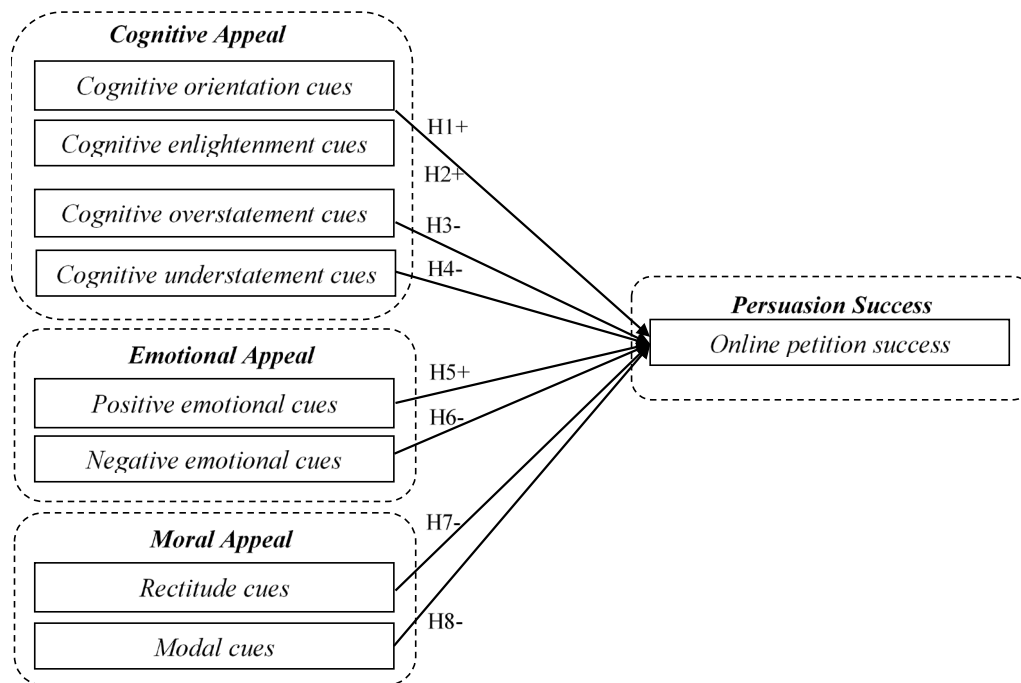 Cognitive Appeal
Cognitive orientation cues
Cognitive enlightenment cues
Cognitive overstatement cues
Cognitive understatement cues
H1+
H2+
H3-
H4-
Emotional Appeal
Positive emotional cues
Negative emotional cues
H5+
H6-
Moral Appeal
Rectitude cues
Modal cues
H7-
H8-
Persuasion Success
Online petition success